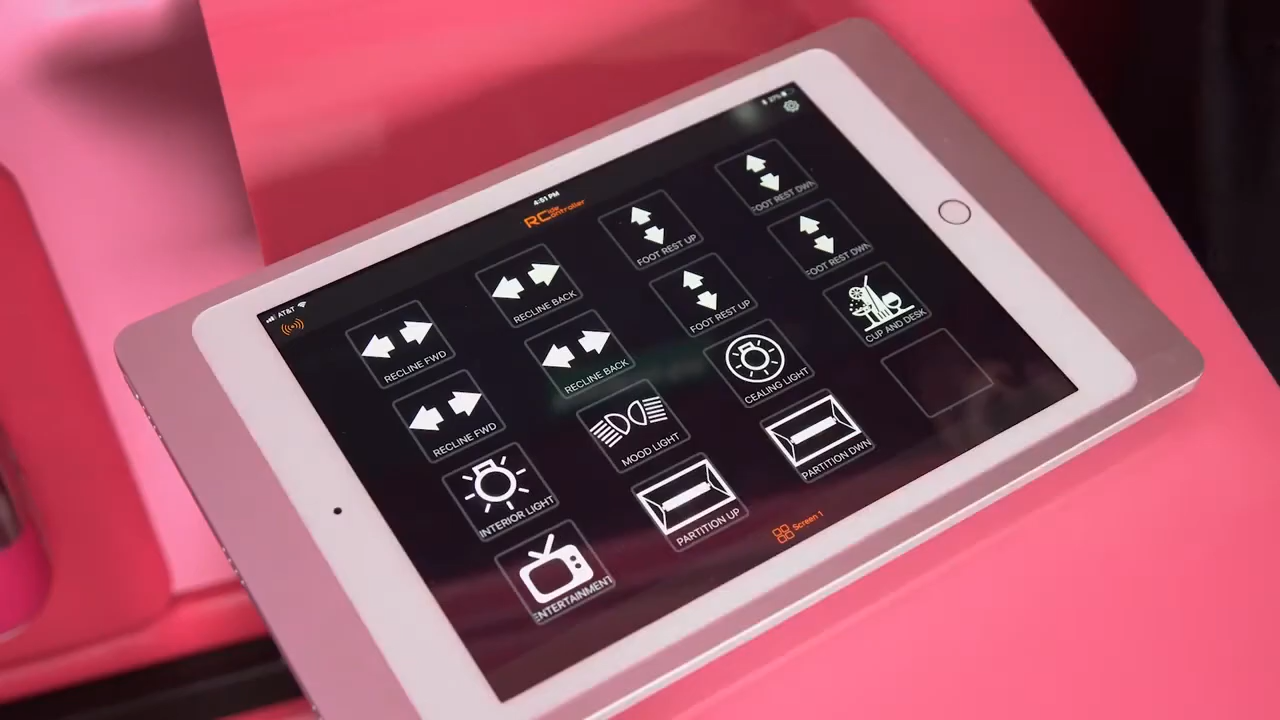 AT&T
4:51 PM
37%
RCide
Controller
RECLINE FWD
RECLINE BACK
FOOT REST UP
FOOT REST DWN
RECLINE FWD
RECLINE BACK
FOOT REST UP
FOOT REST DWN
INTERIOR LIGHT
MOOD LIGHT
CEALING LIGHT
CUP AND DESK
ENTERTAINMENT
PARTITION UP
PARTITION DWN
Screen 1